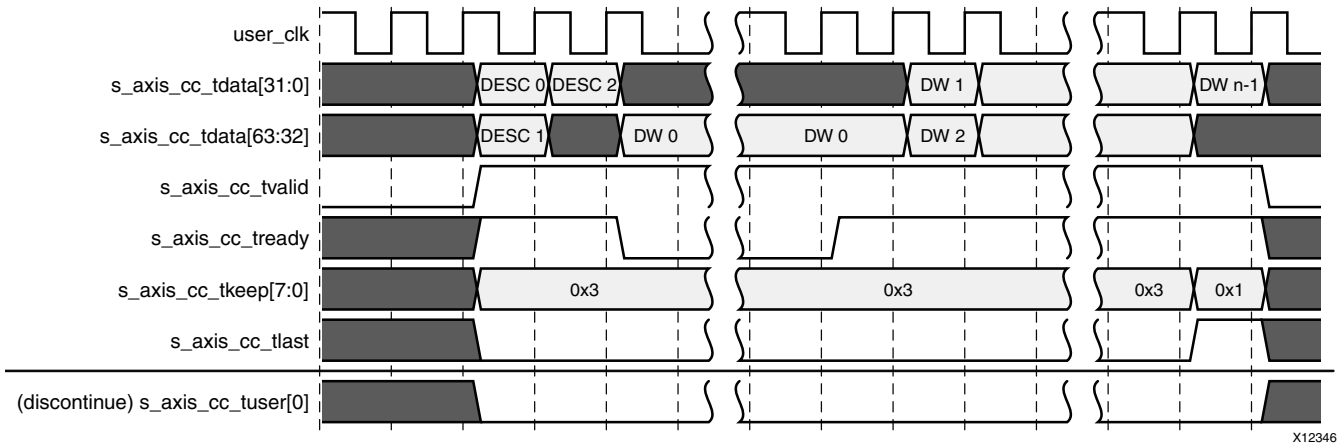 user_clk
s_axis_cc_tdata[31:0] DESC 0 DESC 2 DW 1 DW n-1
s_axis_cc_tdata[63:32] DESC 1 DW 0 DW 0 DW 2
s_axis_cc_tvalid
s_axis_cc_tready
s_axis_cc_tkeep[7:0] 0x3 0x3 0x3 0x1
s_axis_cc_tlast
(discontinue) s_axis_cc_tuser[0]
X12346